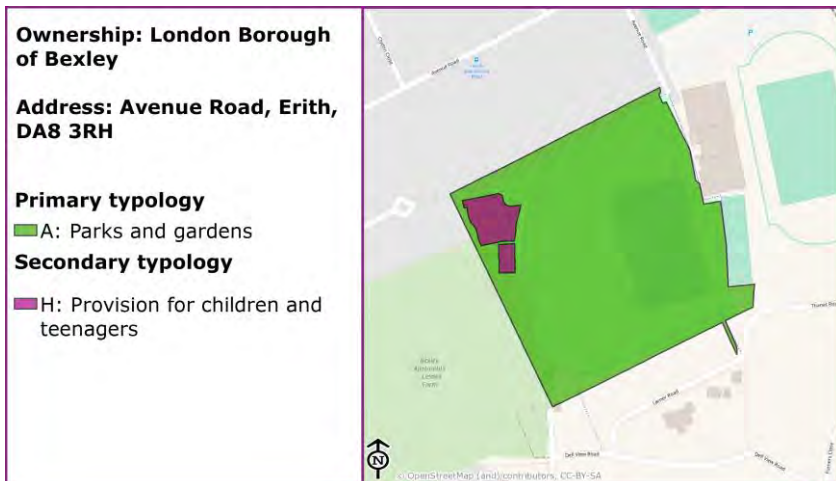 Ownership: London Borough
of Bexley
Address: Avenue Road, Erith,
DA8 3RH
Primary typology
A: Parks and gardens
Secondary typology
H: Provision for children and
teenagers
Avenue Road
Avenue Road
P
P
Lesney Road
Dell View Road
Dell View Road
N
© OpenStreetMap (and) contributors, CC-BY-SA